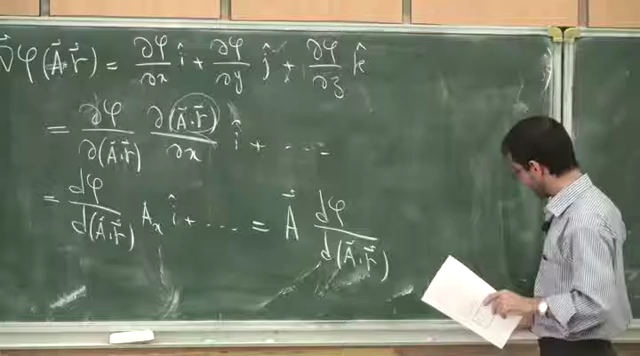 ∇⃗φ(A⃗·r⃗) = ∂φ/∂x î + ∂φ/∂y ĵ + ∂φ/∂z k̂
= ∂φ/∂(A⃗·r⃗) ∂(A⃗·r⃗)/∂x î + ...
= dφ/d(A⃗·r⃗) Aₓ î + ... = A⃗ dφ/d(A⃗·r⃗)